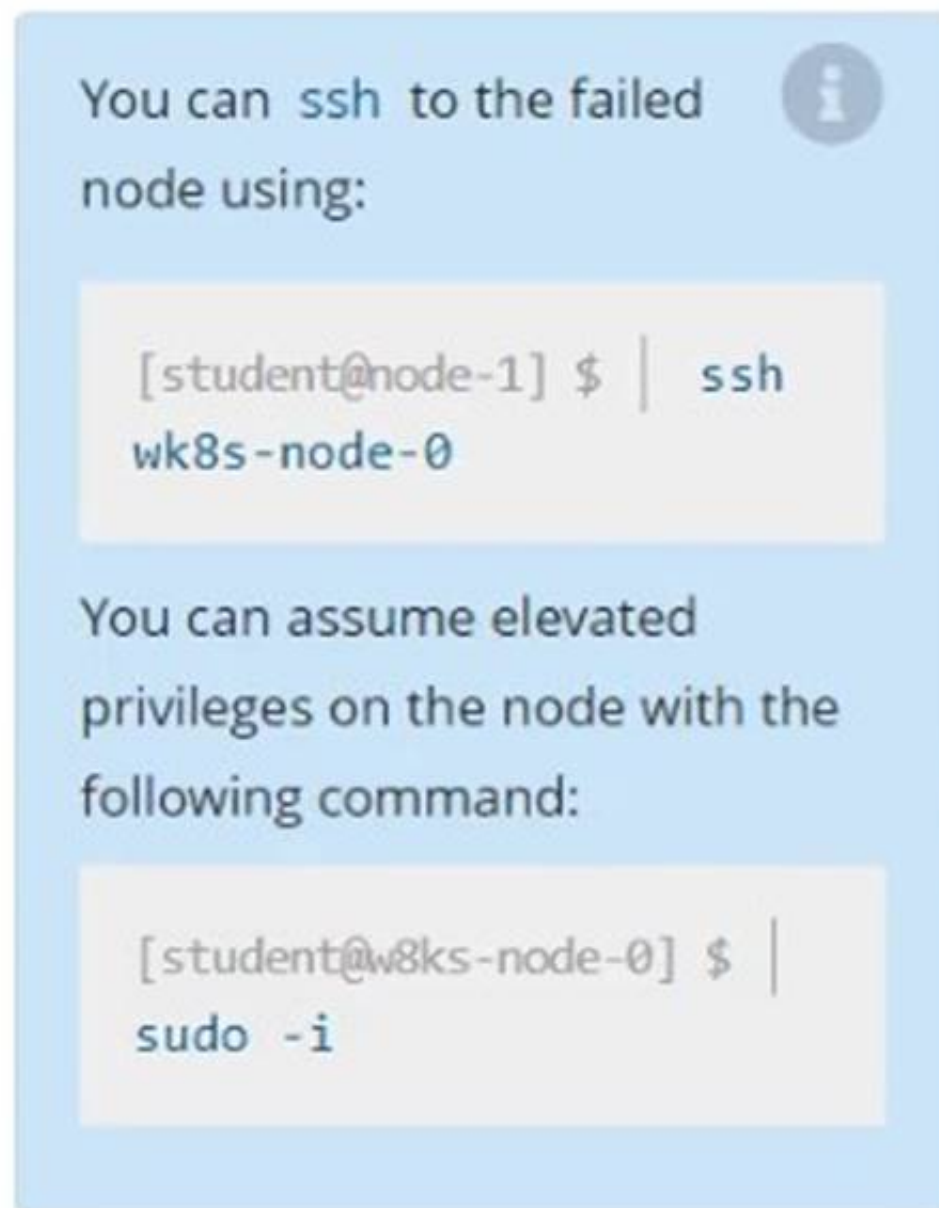 You can ssh to the failed
node using:
[student@node-1] $ | ssh
wk8s-node-0
You can assume elevated
privileges on the node with the
following command:
[student@w8ks-node-0] $ |
sudo -i